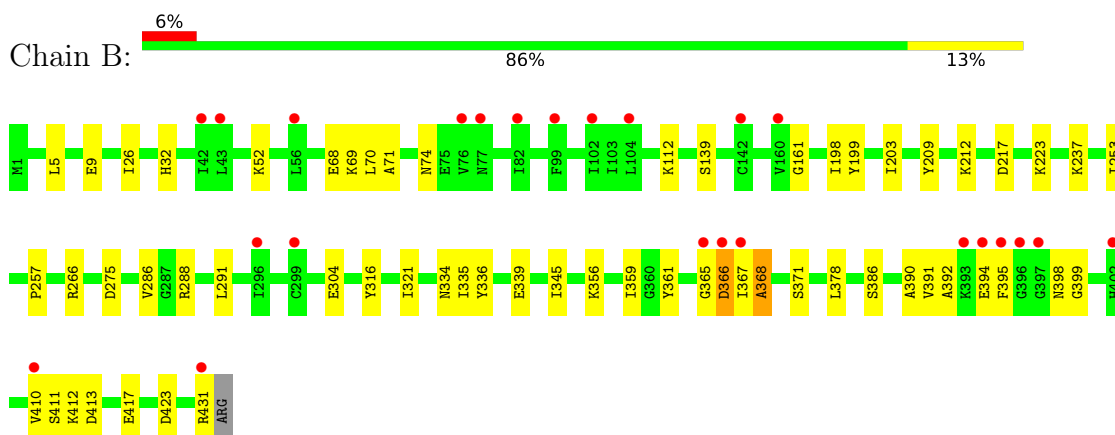 6%
Chain B:
86% 13%
M1 L5 E9 I26 H32 I42 L43 K52 L56 E68 K69 L70 A71 N74 E75 V76 N77 I82 F99 I102 I103 L104 K112 S139 C142 V160 G161 I198 Y199 I203 Y209 K212 D217 K223 K237
P257 R266 D275 V286 G287 R288 L291 I296 C299 E304 Y316 I321 N334 I335 Y336 E339 I345 K356 I359 G360 Y361 G365 D366 I367 A368 S371 L378 S386 A390 V391 A392 K393 E394 F395 G396 G397 N398 G399
V410 S411 K412 D413 E417 D423 R431 ARG